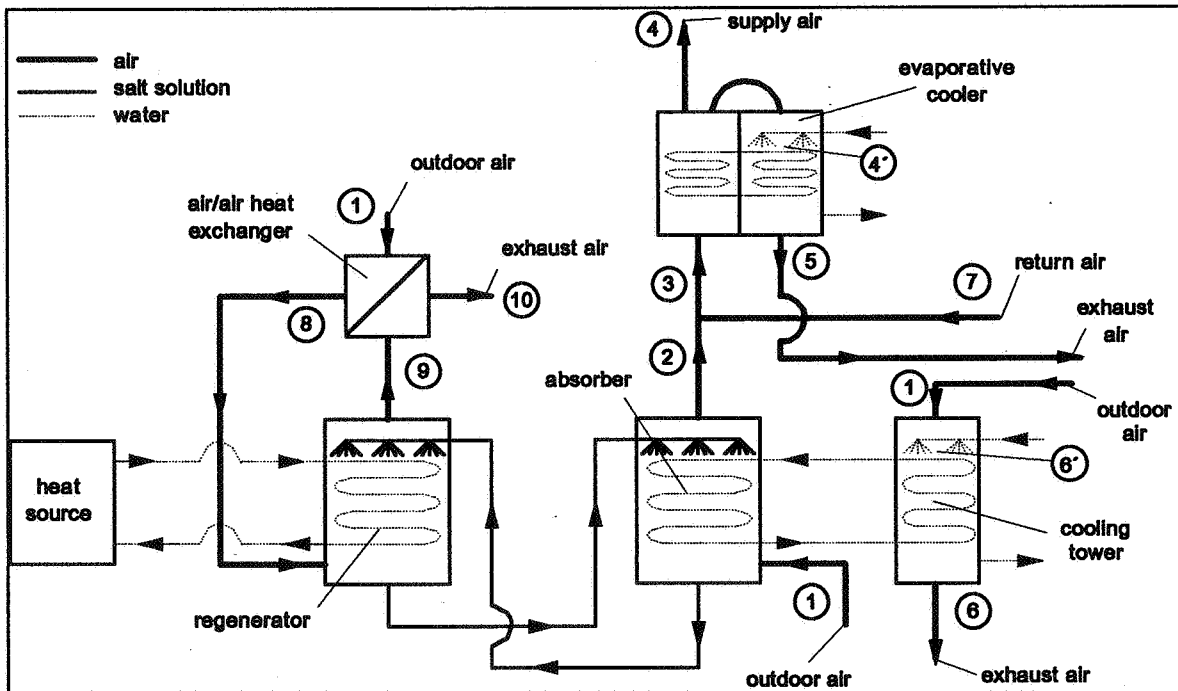 4
supply air
air
salt solution
water
evaporative
cooler
4´
outdoor air
1
air/air heat
exchanger
exhaust air
10
8
9
3
5
7
return air
exhaust
air
2
absorber
1
outdoor
air
6´
heat
source
cooling
tower
regenerator
1
6
outdoor air
exhaust air